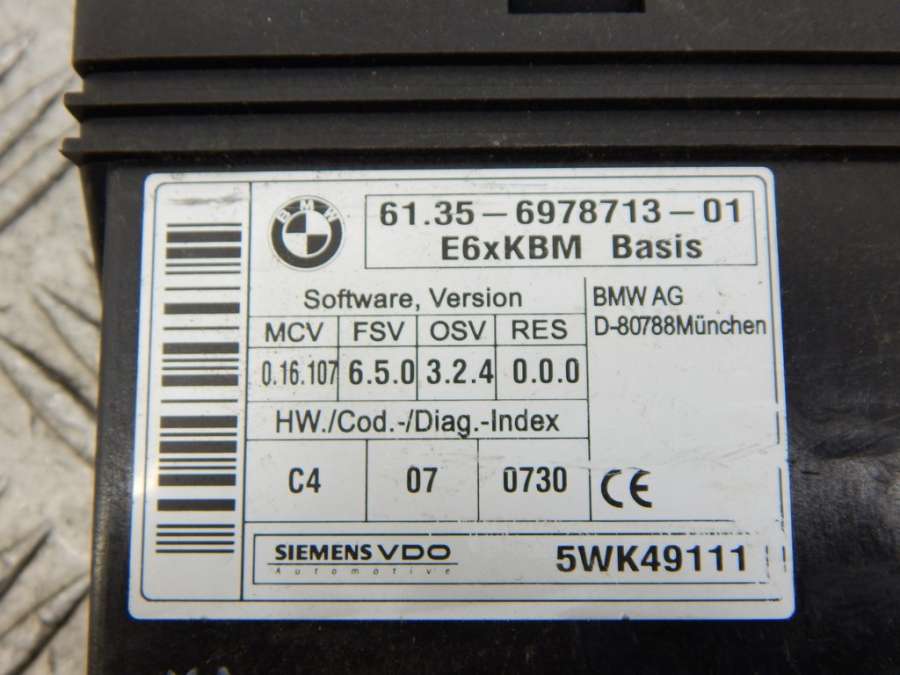 BMW
61.35-6978713-01
E6xKBM Basis
Software, Version
BMW AG
D-80788München
MCV FSV OSV RES
0.16.107 6.5.0 3.2.4 0.0.0
HW./Cod.-/Diag.-Index
C4 07 0730
CE
SIEMENS VDO
Automotive
5WK49111